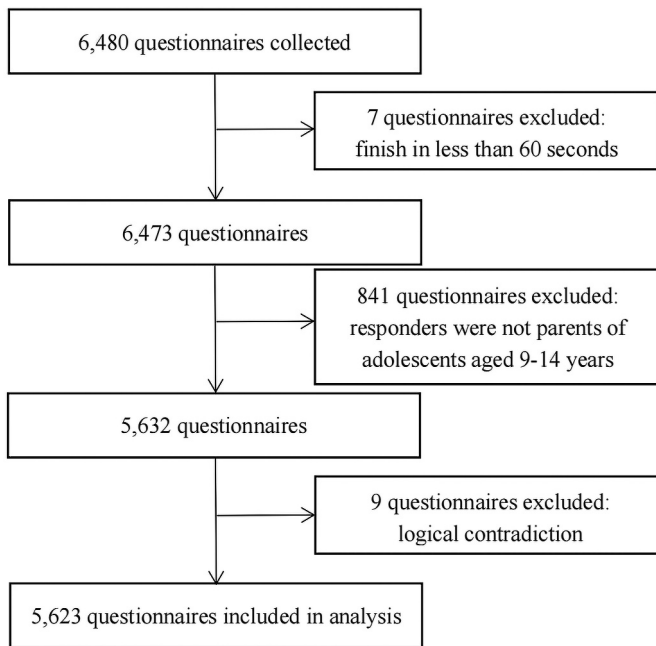 6,480 questionnaires collected
7 questionnaires excluded:
finish in less than 60 seconds
6,473 questionnaires
841 questionnaires excluded:
responders were not parents of
adolescents aged 9-14 years
5,632 questionnaires
9 questionnaires excluded:
logical contradiction
5,623 questionnaires included in analysis